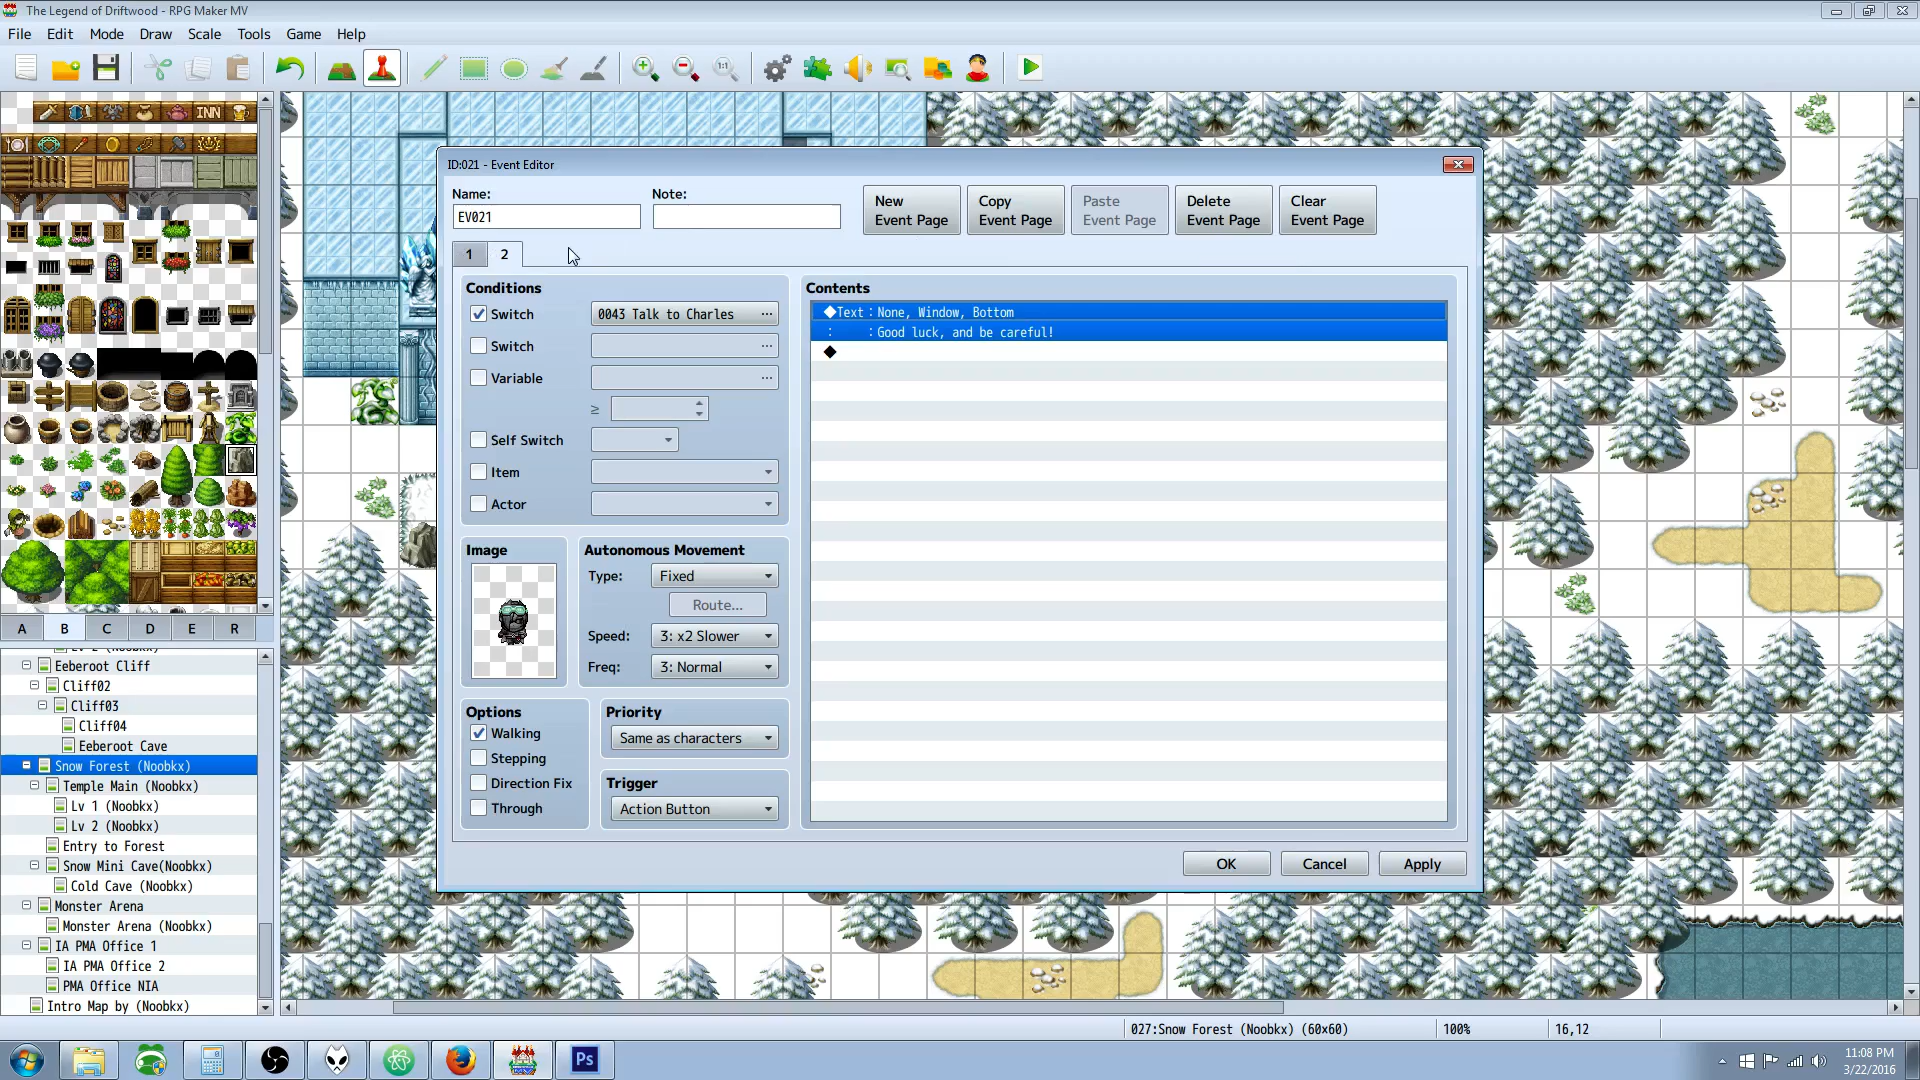 The Legend of Driftwood - RPG Maker MV
File Edit Mode Draw Scale Tools Game Help
1:1
INN
ID:021 - Event Editor
Name: Note:
EV021
New Event Page
Copy Event Page
Paste Event Page
Delete Event Page
Clear Event Page
1 2
Conditions
Switch 0043 Talk to Charles ...
Switch ...
Variable ...
≥
Self Switch
Item
Actor
Image
Autonomous Movement
Type: Fixed
Route...
Speed: 3: x2 Slower
Freq: 3: Normal
Options
Walking
Stepping
Direction Fix
Through
Priority
Same as characters
Trigger
Action Button
Contents
◆Text : None, Window, Bottom
: : Good luck, and be careful!
◆
OK Cancel Apply
A B C D E R
Eeberoot Cliff
Cliff02
Cliff03
Cliff04
Eeberoot Cave
Snow Forest (Noobkx)
Temple Main (Noobkx)
Lv 1 (Noobkx)
Lv 2 (Noobkx)
Entry to Forest
Snow Mini Cave(Noobkx)
Cold Cave (Noobkx)
Monster Arena
Monster Arena (Noobkx)
IA PMA Office 1
IA PMA Office 2
PMA Office NIA
Intro Map by (Noobkx)
027:Snow Forest (Noobkx) (60x60) 100% 16,12
Ps
11:08 PM
3/22/2016